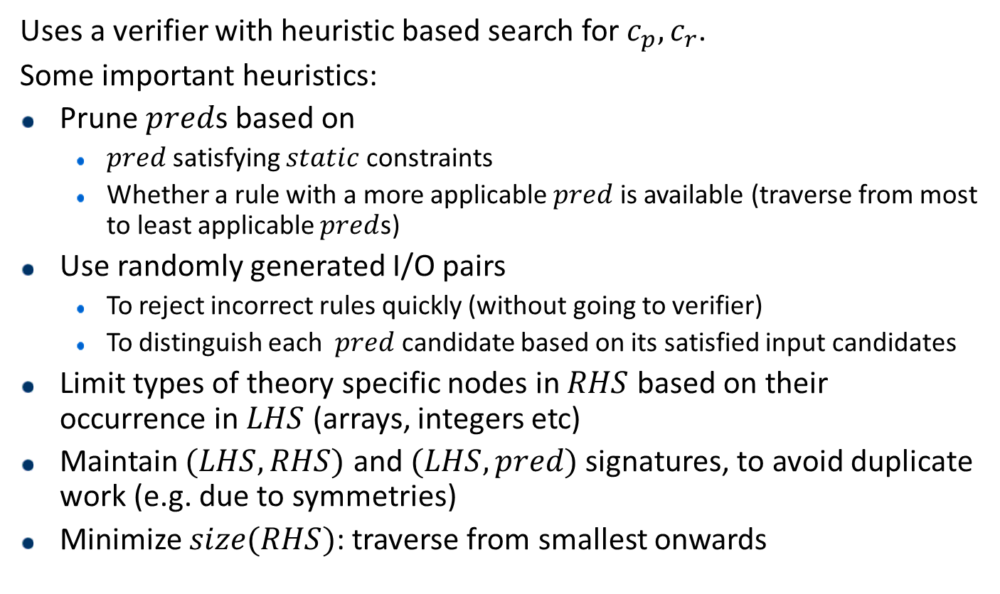 Uses a verifier with heuristic based search for c_p, c_r.
Some important heuristics:
• Prune preds based on
• pred satisfying static constraints
• Whether a rule with a more applicable pred is available (traverse from most
to least applicable preds)
• Use randomly generated I/O pairs
• To reject incorrect rules quickly (without going to verifier)
• To distinguish each pred candidate based on its satisfied input candidates
• Limit types of theory specific nodes in RHS based on their
occurrence in LHS (arrays, integers etc)
• Maintain (LHS, RHS) and (LHS, pred) signatures, to avoid duplicate
work (e.g. due to symmetries)
• Minimize size(RHS): traverse from smallest onwards